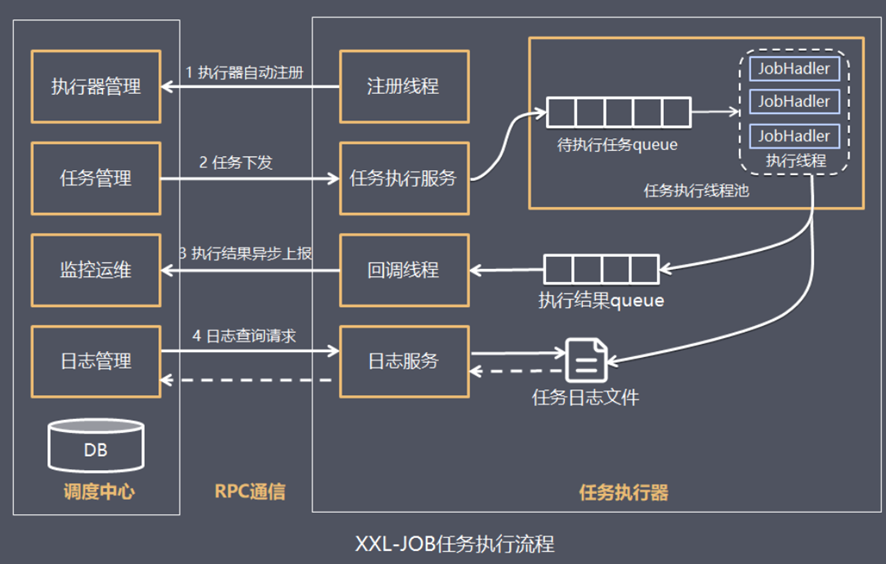 执行器管理
1 执行器自动注册
注册线程
JobHadler
JobHadler
JobHadler
执行线程
待执行任务queue
任务执行线程池
任务管理
2 任务下发
任务执行服务
监控运维
3 执行结果异步上报
回调线程
执行结果queue
日志管理
4 日志查询请求
日志服务
任务日志文件
DB
调度中心
RPC通信
任务执行器
XXL-JOB任务执行流程